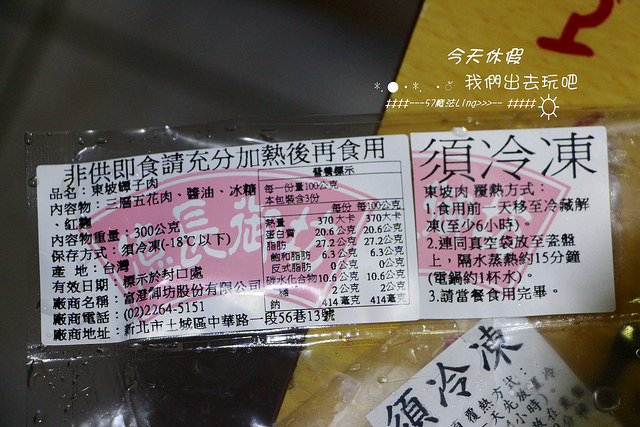 今天休假
我們出去玩吧
####---57魔法Ling>>>-- #####
非供即食請充分加熱後再食用
品名：東坡罈子肉
內容物：三層五花肉、醬油、冰糖
、紅麴
內容物重量：300公克
保存方式：須冷凍(-18℃以下)
產 地：台灣
有效日期：標示於封口處
廠商名稱：富港御坊股份有限公司
廠商電話：(02)2264-5151
廠商地址：新北市土城區中華路一段56巷13號
營養標示
每一份量100公克
本包裝含3份
每份 每100公克
熱量 370大卡 370大卡
蛋白質 20.6公克 20.6公克
脂肪 27.2公克 27.2公克
飽和脂肪 6.3公克 6.3公克
反式脂肪 0公克 0公克
碳水化合物 10.6公克 10.6公克
糖 2公克 2公克
鈉 414毫克 414毫克
須冷凍
東坡肉 覆熱方式：
1.食用前一天移至冷藏解
凍(至少6小時)。
2.連同真空袋放至瓷盤
上，隔水蒸熱約15分鐘
(電鍋約1杯水)。
3.請當餐食用完畢。
須冷凍
覆熱方式：